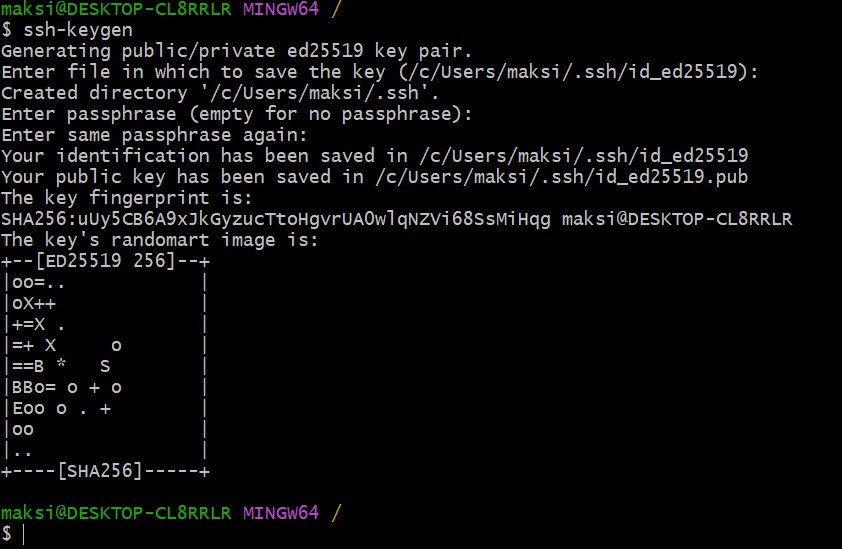 maksi@DESKTOP-CL8RRLR MINGW64 /
$ ssh-keygen
Generating public/private ed25519 key pair.
Enter file in which to save the key (/c/Users/maksi/.ssh/id_ed25519):
Created directory '/c/Users/maksi/.ssh'.
Enter passphrase (empty for no passphrase):
Enter same passphrase again:
Your identification has been saved in /c/Users/maksi/.ssh/id_ed25519
Your public key has been saved in /c/Users/maksi/.ssh/id_ed25519.pub
The key fingerprint is:
SHA256:uUy5CB6A9xJkGyzucTtoHgvrUAOwlqNZVi68SsMiHqg maksi@DESKTOP-CL8RRLR
The key's randomart image is:
+--[ED25519 256]--+
|oo=..            |
|oX++             |
|+=X .            |
|=+ X     o       |
|==B *   S        |
|BBo= o + o       |
|Eoo o . +        |
|oo               |
|..               |
+----[SHA256]-----+
maksi@DESKTOP-CL8RRLR MINGW64 /
$